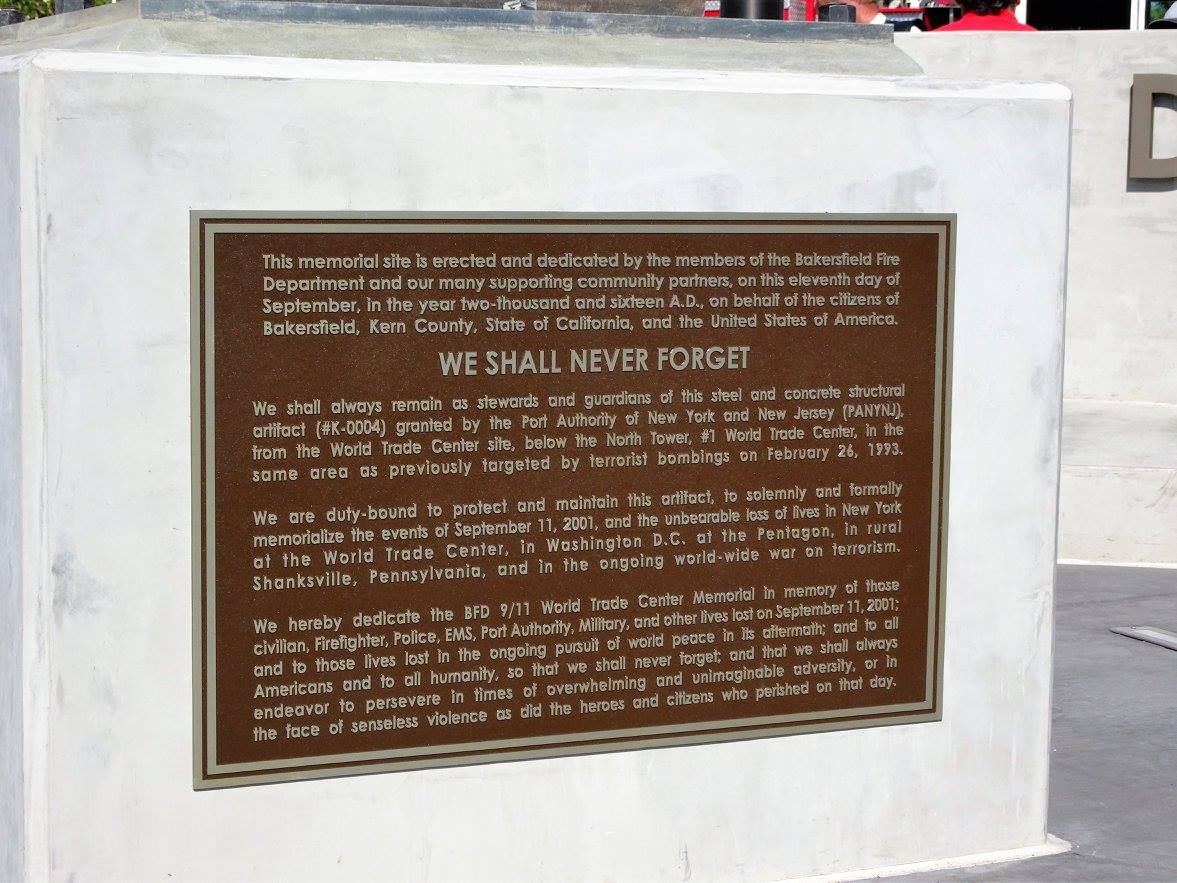 This memorial site is erected and dedicated by the members of the Bakersfield Fire
Department and our many supporting community partners, on this eleventh day of
September, in the year two-thousand and sixteen A.D., on behalf of the citizens of
Bakersfield, Kern County, State of California, and the United States of America.
WE SHALL NEVER FORGET
We shall always remain as stewards and guardians of this steel and concrete structural
artifact (#K-0004) granted by the Port Authority of New York and New Jersey (PANYNJ),
from the World Trade Center site, below the North Tower, #1 World Trade Center, in the
same area as previously targeted by terrorist bombings on February 26, 1993.
We are duty-bound to protect and maintain this artifact, to solemnly and formally
memorialize the events of September 11, 2001, and the unbearable loss of lives in New York
at the World Trade Center, in Washington D.C. at the Pentagon, in rural
Shanksville, Pennsylvania, and in the ongoing world-wide war on terrorism.
We hereby dedicate the BFD 9/11 World Trade Center Memorial in memory of those
civilian, Firefighter, Police, EMS, Port Authority, Military, and other lives lost on September 11, 2001;
and to those lives lost in the ongoing pursuit of world peace in its aftermath; and to all
Americans and to all humanity, so that we shall never forget; and that we shall always
endeavor to persevere in times of overwhelming and unimaginable adversity, or in
the face of senseless violence as did the heroes and citizens who perished on that day.
D